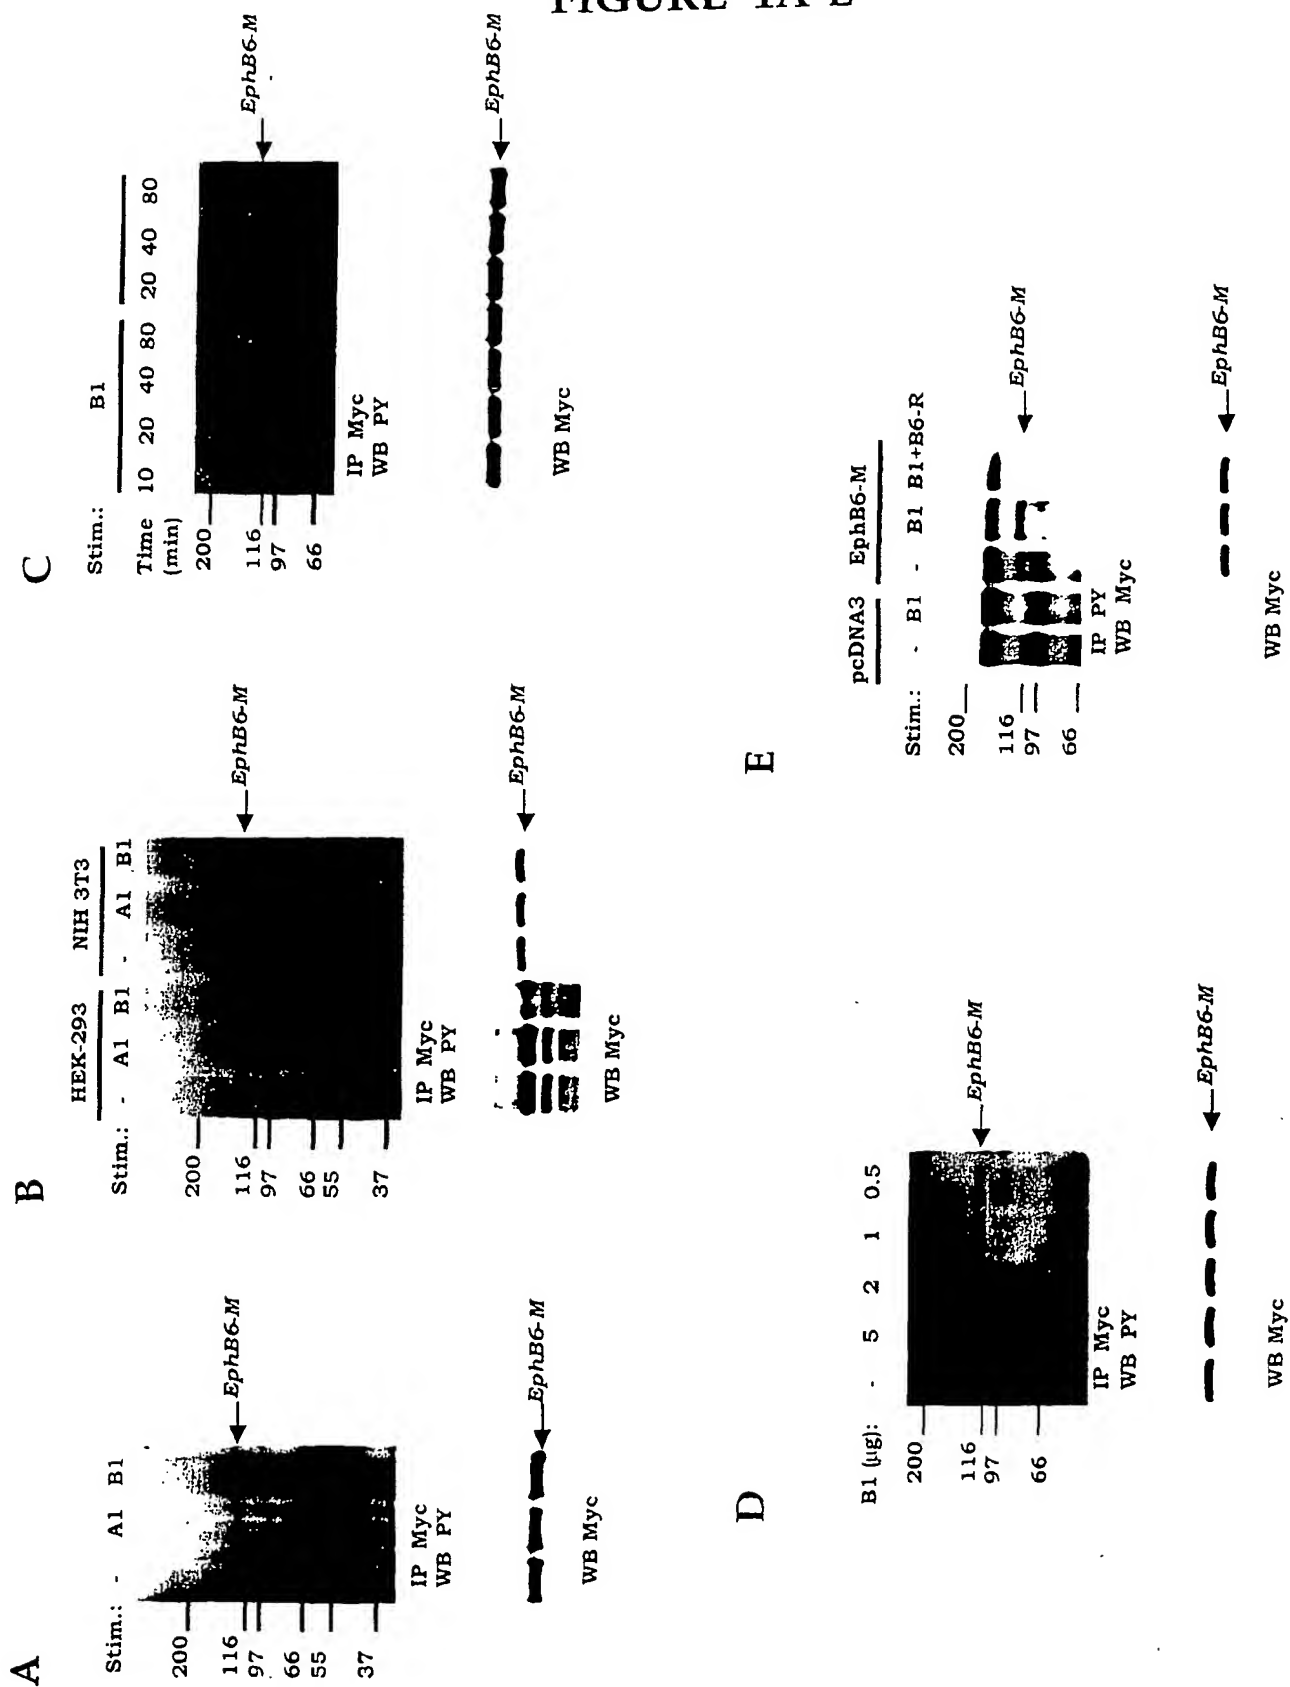 FIGURE 1A-E
A
Stim.: - A1 B1
200
116
97
66
55
37
EphB6-M
IP Myc
WB PY
EphB6-M
WB Myc
B
HEK-293 NIH 3T3
Stim.: - A1 B1 - A1 B1
200
116
97
66
55
37
EphB6-M
IP Myc
WB PY
EphB6-M
WB Myc
C
B1
Stim.:
Time 10 20 40 80 20 40 80
(min)
200
116
97
66
EphB6-M
IP Myc
WB PY
EphB6-M
WB Myc
D
B1 (µg): - 5 2 1 0.5
200
116
97
66
EphB6-M
IP Myc
WB PY
EphB6-M
WB Myc
E
pcDNA3 EphB6-M
Stim.: - B1 - B1 B1+B6-R
200
116
97
66
EphB6-M
IP PY
WB Myc
EphB6-M
WB Myc